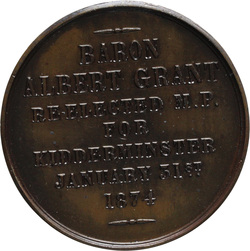 BARON
ALBERT GRANT
RE-ELECTED M.P.
FOR
KIDDERMINSTER
JANUARY 31ST
1874